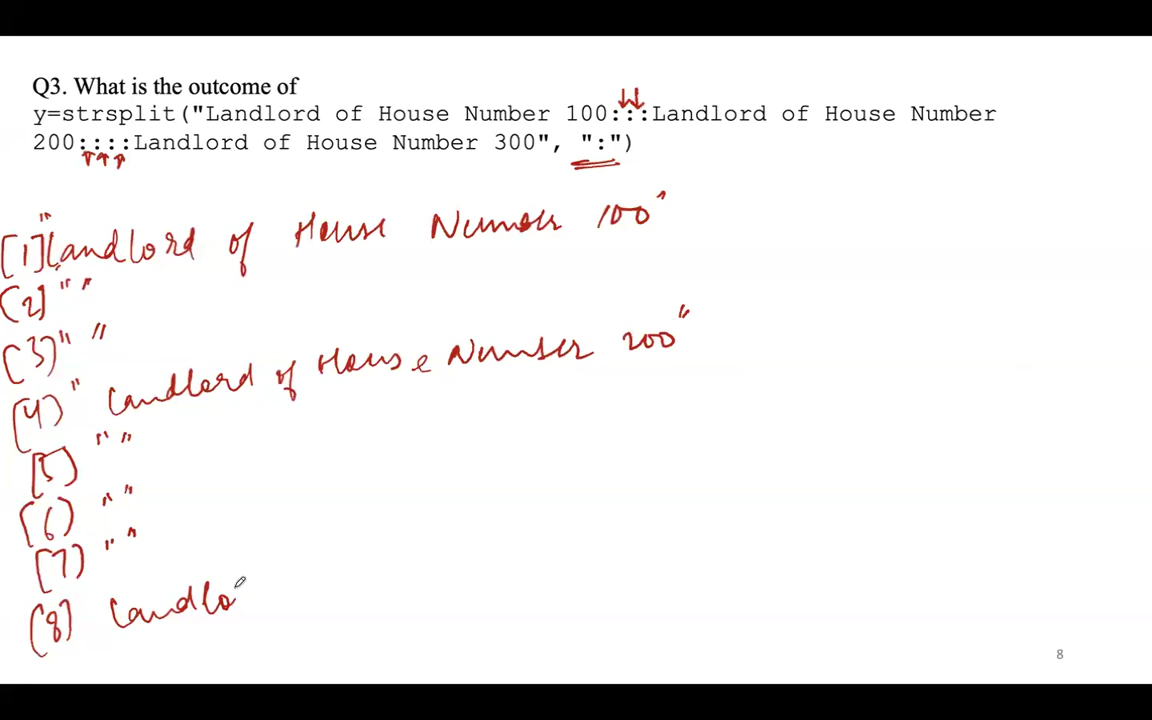 Q3. What is the outcome of
y=strsplit("Landlord of House Number 100:::Landlord of House Number
200::::Landlord of House Number 300", ":")
[1] "Landlord of House Number 100"
[2] " "
[3] " "
[4] " Landlord of House Number 200"
[5] " "
[6] " "
[7] " "
[8] Landlo
8